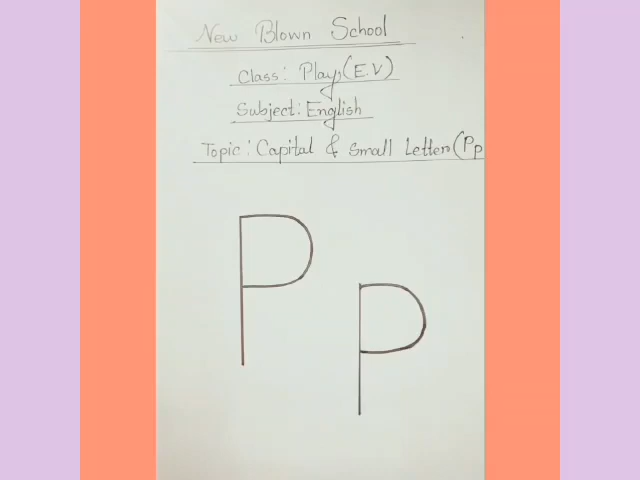 New Blown School
Class: Play,(E.V)
Subject: English
Topic: Capital & Small Letter(Pp
P
p